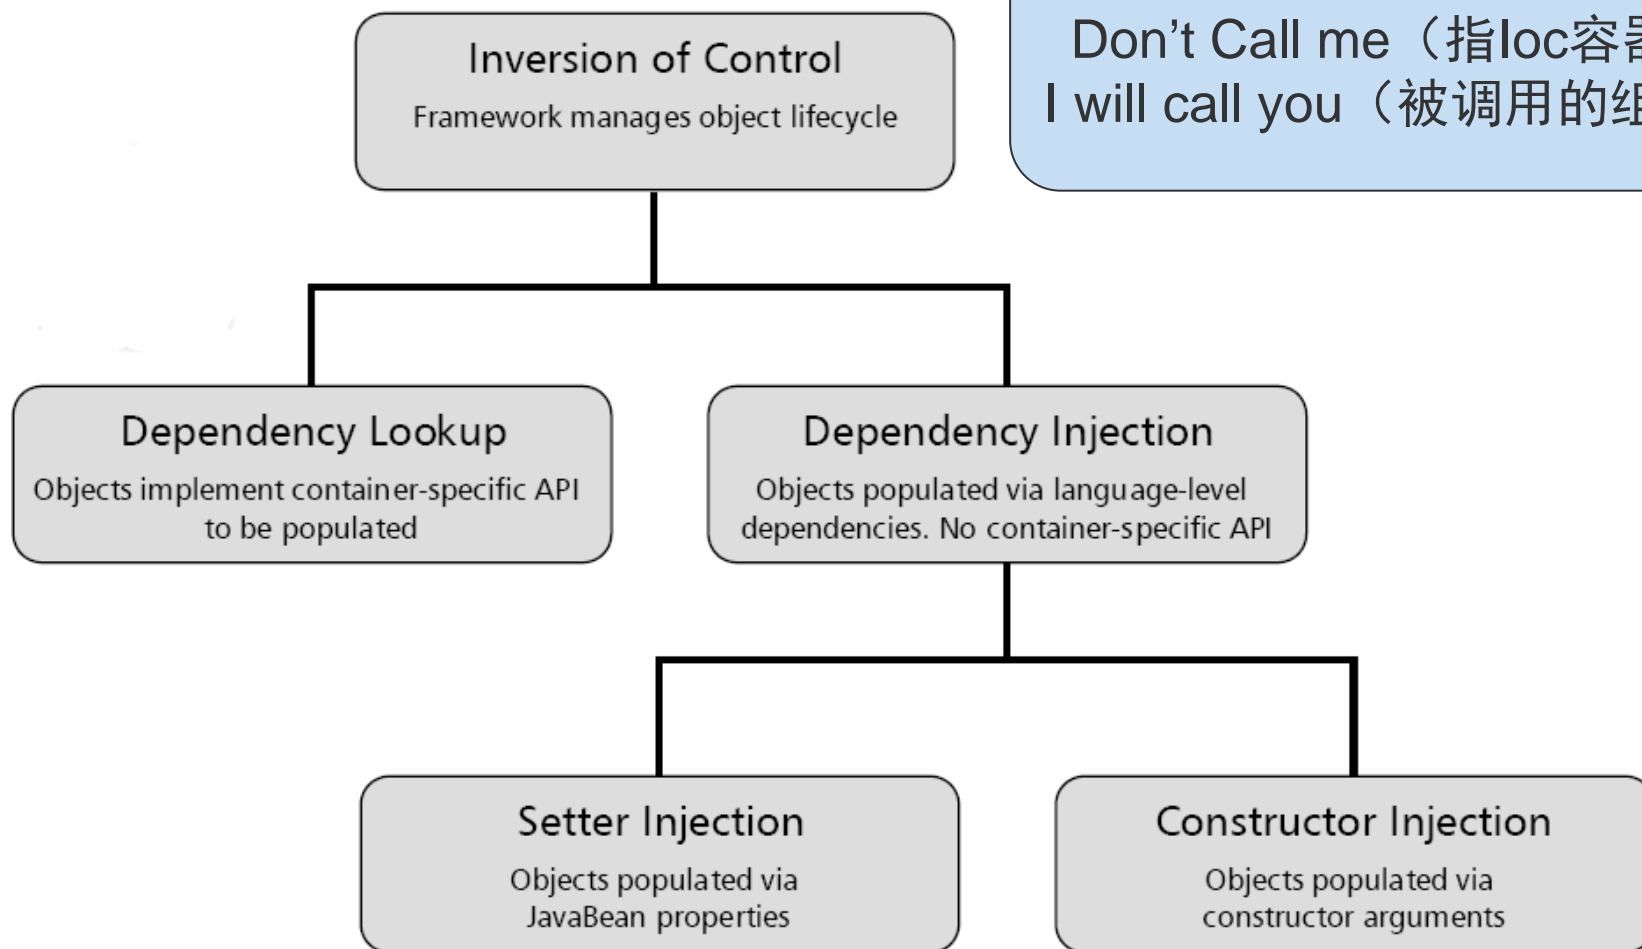 Inversion of Control
Framework manages object lifecycle
Don't Call me（指Ioc容器
I will call you（被调用的组
Dependency Lookup
Objects implement container-specific API
to be populated
Dependency Injection
Objects populated via language-level
dependencies. No container-specific API
Setter Injection
Objects populated via
JavaBean properties
Constructor Injection
Objects populated via
constructor arguments